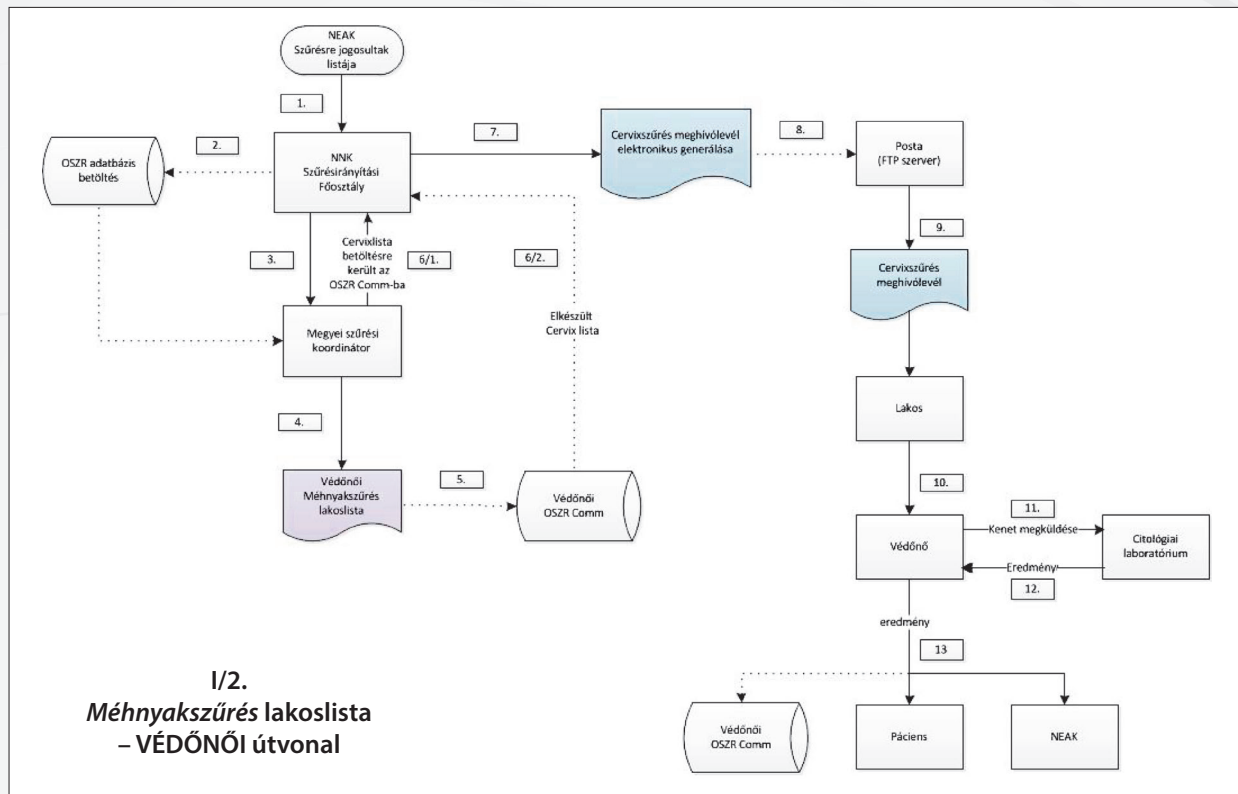 NEAK
Szűrésre jogosultak
listája
1.
2.
7.
8.
OSZR adatbázis
betöltés
NNK
Szűrésirányítási
Főosztály
Cervixszűrés meghívólevél
elektronikus generálása
Posta
(FTP szerver)
3.
Cervixlista
betöltésre
került az
OSZR Comm-ba
6/1.
6/2.
9.
Cervixszűrés
meghívólevél
Megyei szűrési
koordinátor
Elkészült
Cervix lista
Lakos
4.
5.
Védőnői
Méhnyakszűrés
lakoslista
Védőnői
OSZR Comm
10.
11.
Kenet megküldése
Védőnő
Citológiai
laboratórium
Eredmény
12.
eredmény
13
Védőnői
OSZR Comm
Páciens
NEAK
I/2.
Méhnyakszűrés lakoslista
– VÉDŐNŐI útvonal